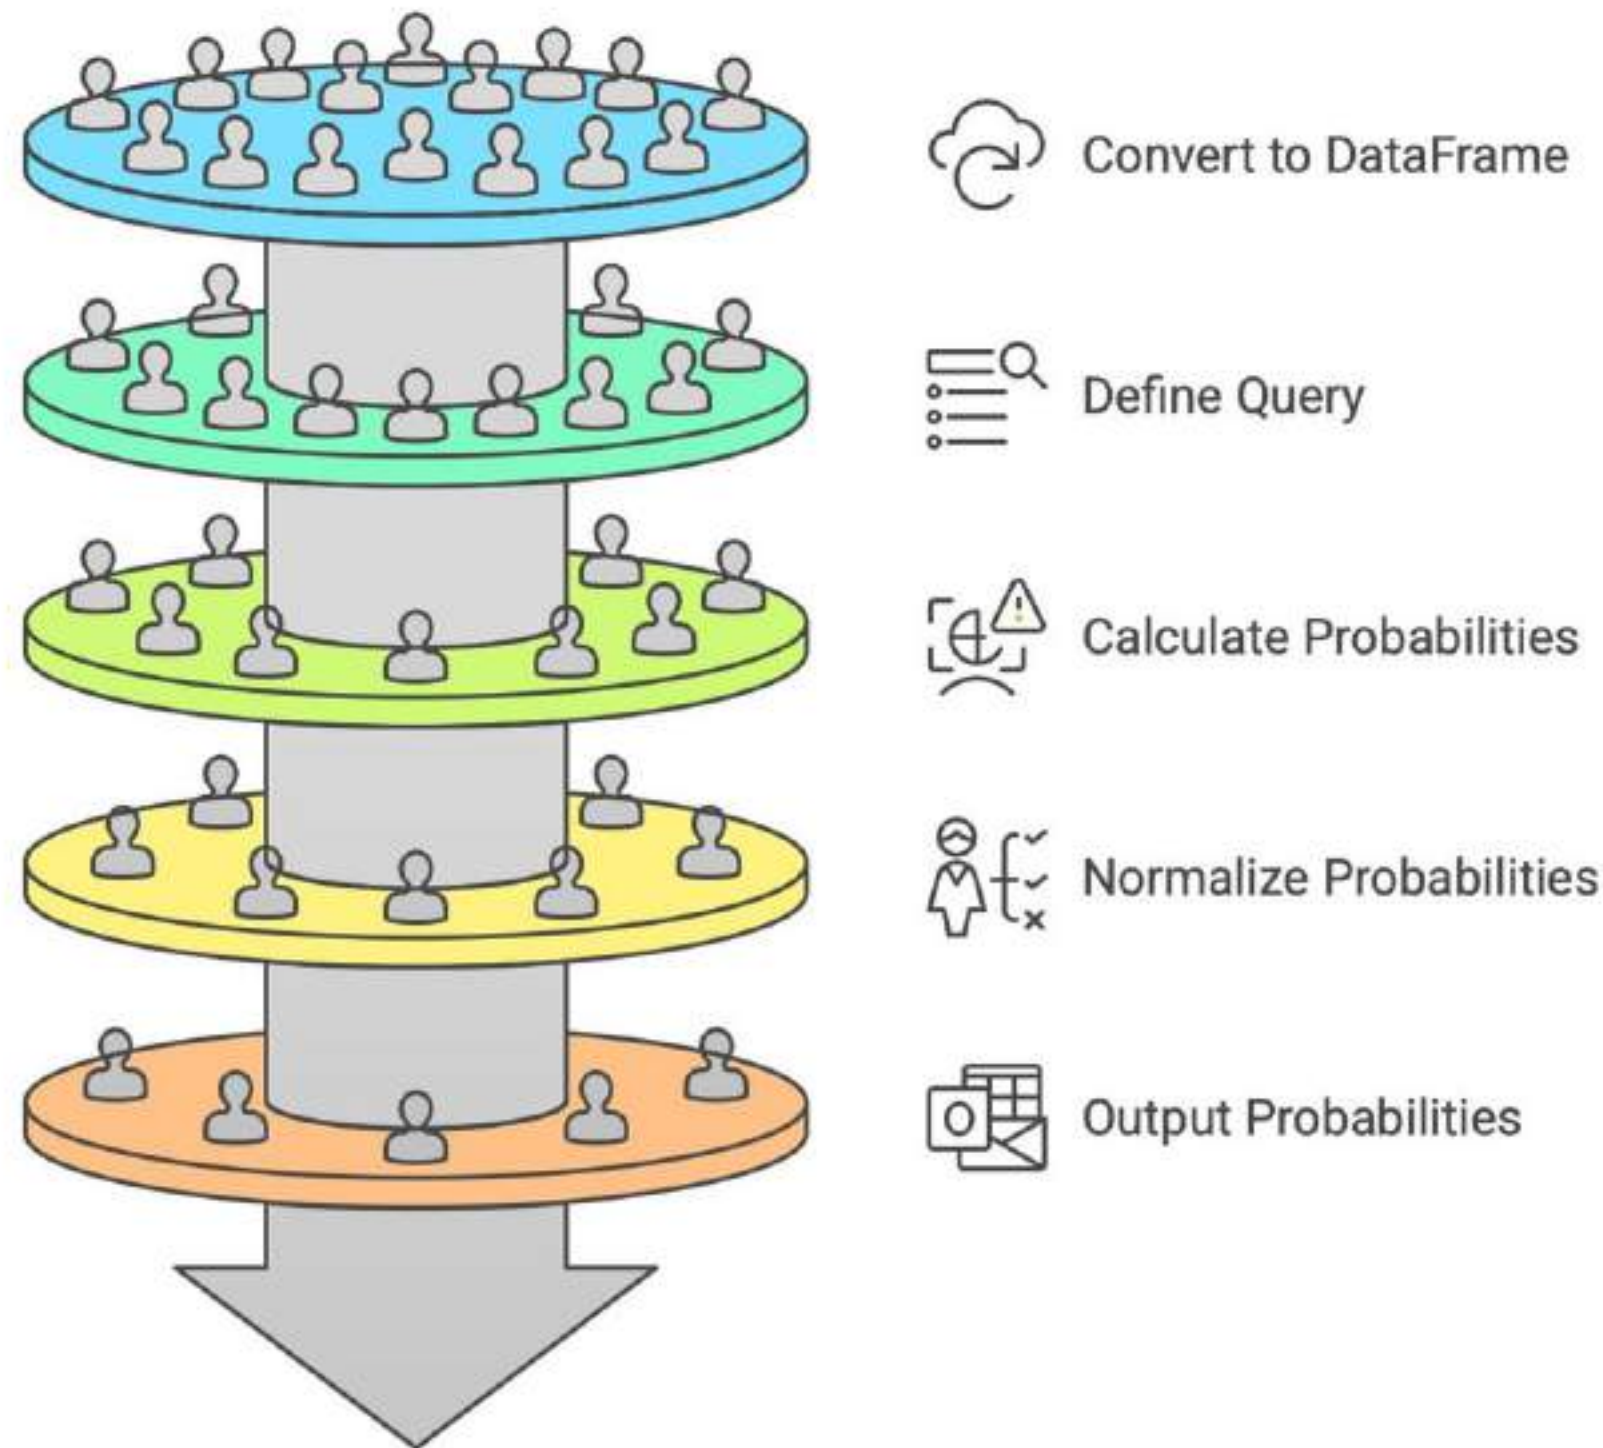 Convert to DataFrame
Define Query
Calculate Probabilities
Normalize Probabilities
Output Probabilities